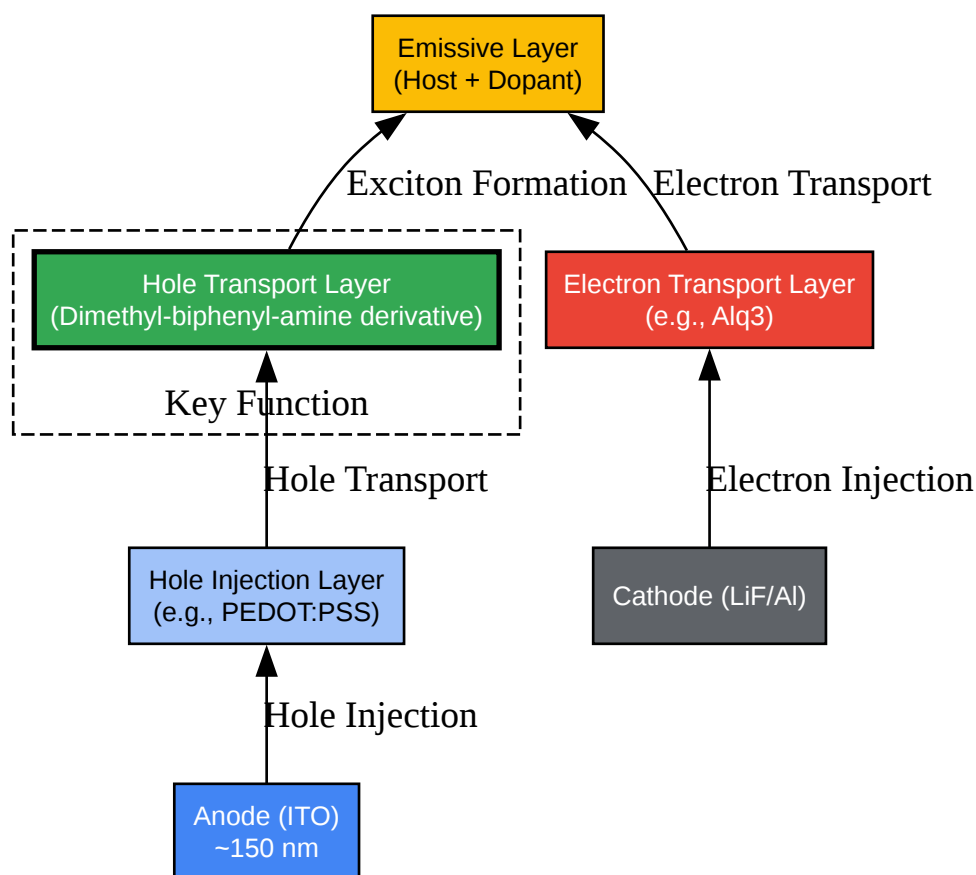 Emissive Layer
(Host + Dopant)
Exciton Formation
Electron Transport
Hole Transport Layer
(Dimethyl-biphenyl-amine derivative)
Electron Transport Layer
(e.g., Alq3)
Key Function
Hole Transport
Electron Injection
Hole Injection Layer
(e.g., PEDOT:PSS)
Cathode (LiF/Al)
Hole Injection
Anode (ITO)
~150 nm